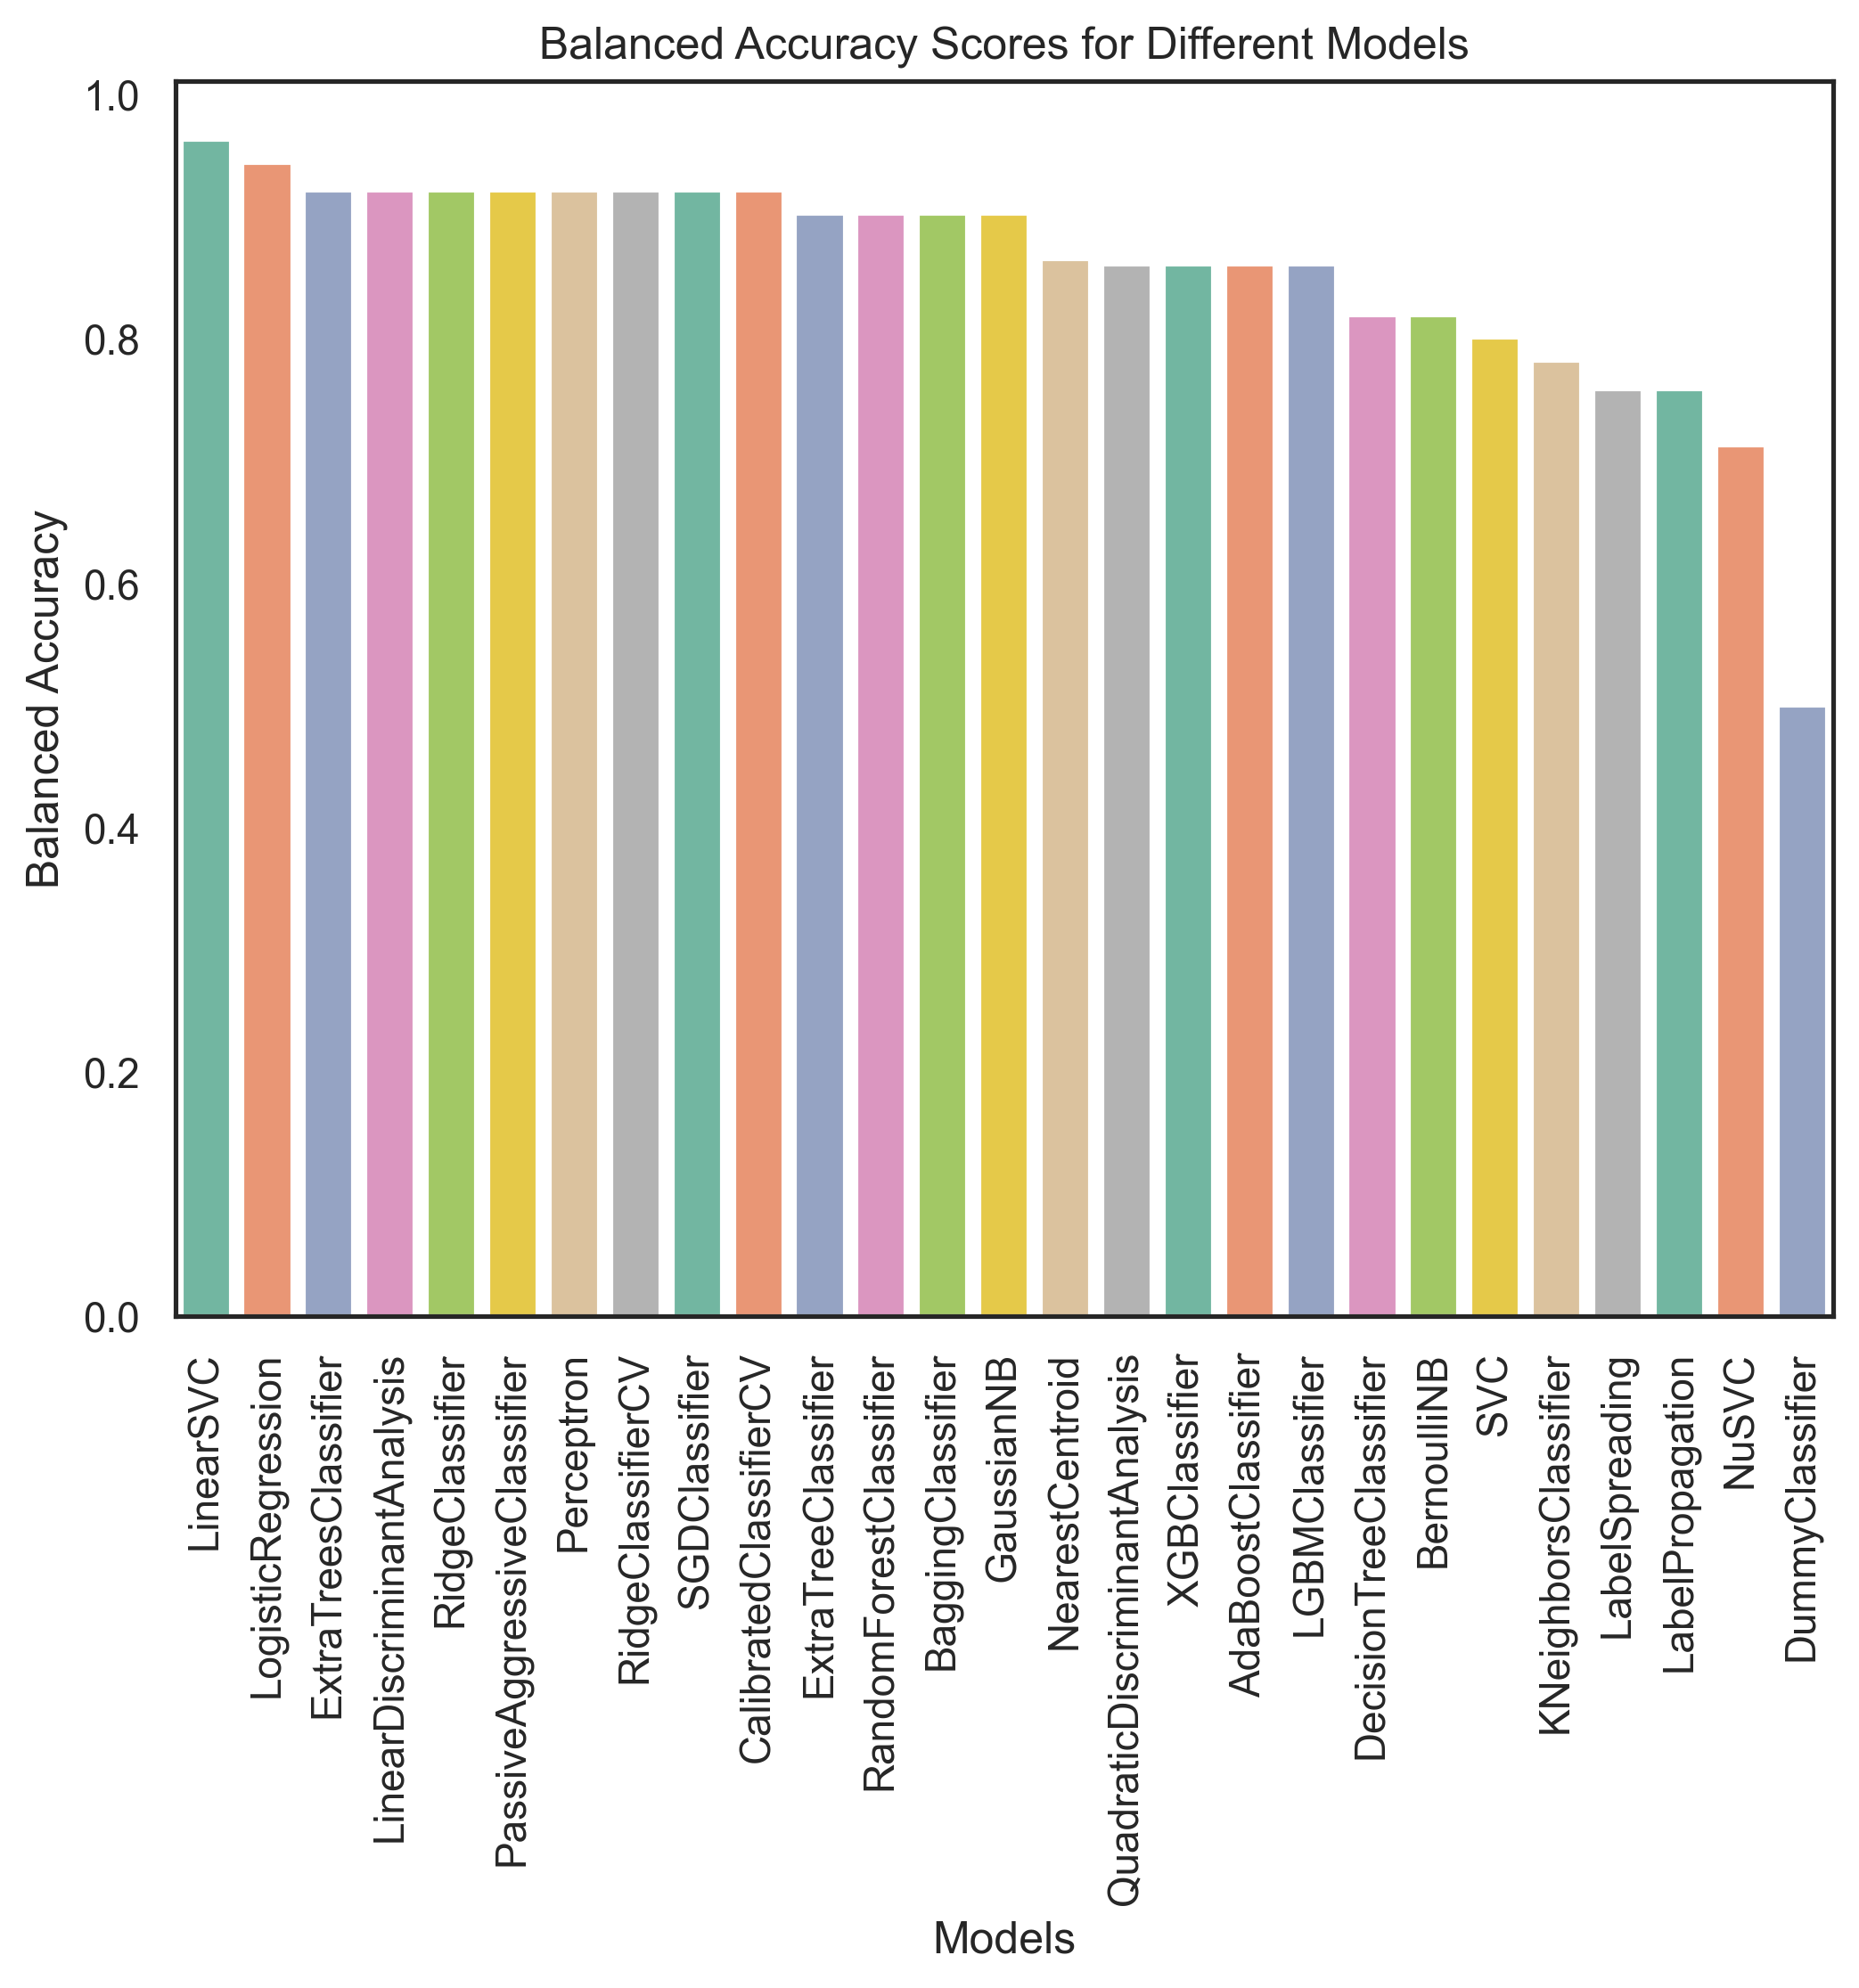 Balanced Accuracy Scores for Different Models
1.0
0.8
0.6
0.4
0.2
0.0
Balanced Accuracy
LinearSVC
LogisticRegression
ExtraTreesClassifier
LinearDiscriminantAnalysis
RidgeClassifier
PassiveAggressiveClassifier
Perceptron
RidgeClassifierCV
SGDClassifier
CalibratedClassifierCV
ExtraTreeClassifier
RandomForestClassifier
BaggingClassifier
GaussianNB
NearestCentroid
QuadraticDiscriminantAnalysis
XGBClassifier
AdaBoostClassifier
LGBMClassifier
DecisionTreeClassifier
BernoulliNB
SVC
KNeighborsClassifier
LabelSpreading
LabelPropagation
NuSVC
DummyClassifier
Models